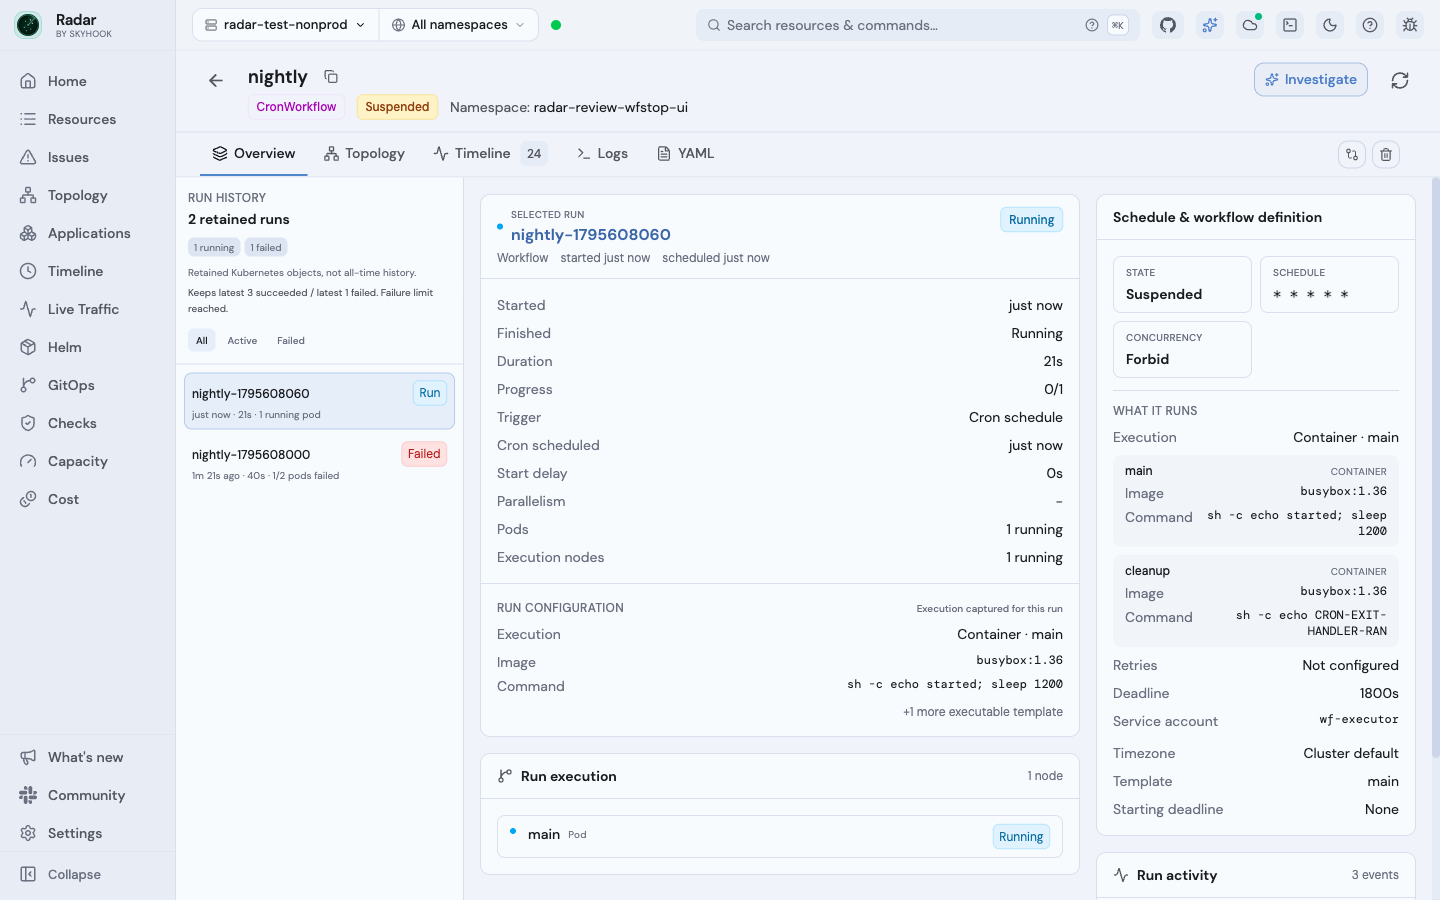 Radar
BY SKYHOOK
radar-test-nonprod
All namespaces
Search resources & commands...
⌘K
Home
Resources
Issues
Topology
Applications
Timeline
Live Traffic
Helm
GitOps
Checks
Capacity
Cost
What's new
Community
Settings
Collapse
nightly
CronWorkflow
Suspended
Namespace: radar-review-wfstop-ui
Investigate
Overview
Topology
Timeline 24
Logs
YAML
RUN HISTORY
2 retained runs
1 running
1 failed
Retained Kubernetes objects, not all-time history.
Keeps latest 3 succeeded / latest 1 failed. Failure limit
reached.
All
Active
Failed
nightly-1795608060
Run
just now · 21s · 1 running pod
nightly-1795608000
Failed
1m 21s ago · 40s · 1/2 pods failed
SELECTED RUN
nightly-1795608060
Running
Workflow started just now scheduled just now
Started just now
Finished Running
Duration 21s
Progress 0/1
Trigger Cron schedule
Cron scheduled just now
Start delay 0s
Parallelism –
Pods 1 running
Execution nodes 1 running
RUN CONFIGURATION
Execution captured for this run
Execution Container · main
Image busybox:1.36
Command sh -c echo started; sleep 1200
+1 more executable template
Run execution
1 node
main Pod
Running
Schedule & workflow definition
STATE
Suspended
SCHEDULE
* * * * *
CONCURRENCY
Forbid
WHAT IT RUNS
Execution Container · main
main CONTAINER
Image busybox:1.36
Command sh -c echo started; sleep
1200
cleanup CONTAINER
Image busybox:1.36
Command sh -c echo CRON-EXIT-
HANDLER-RAN
Retries Not configured
Deadline 1800s
Service account wf-executor
Timezone Cluster default
Template main
Starting deadline None
Run activity
3 events